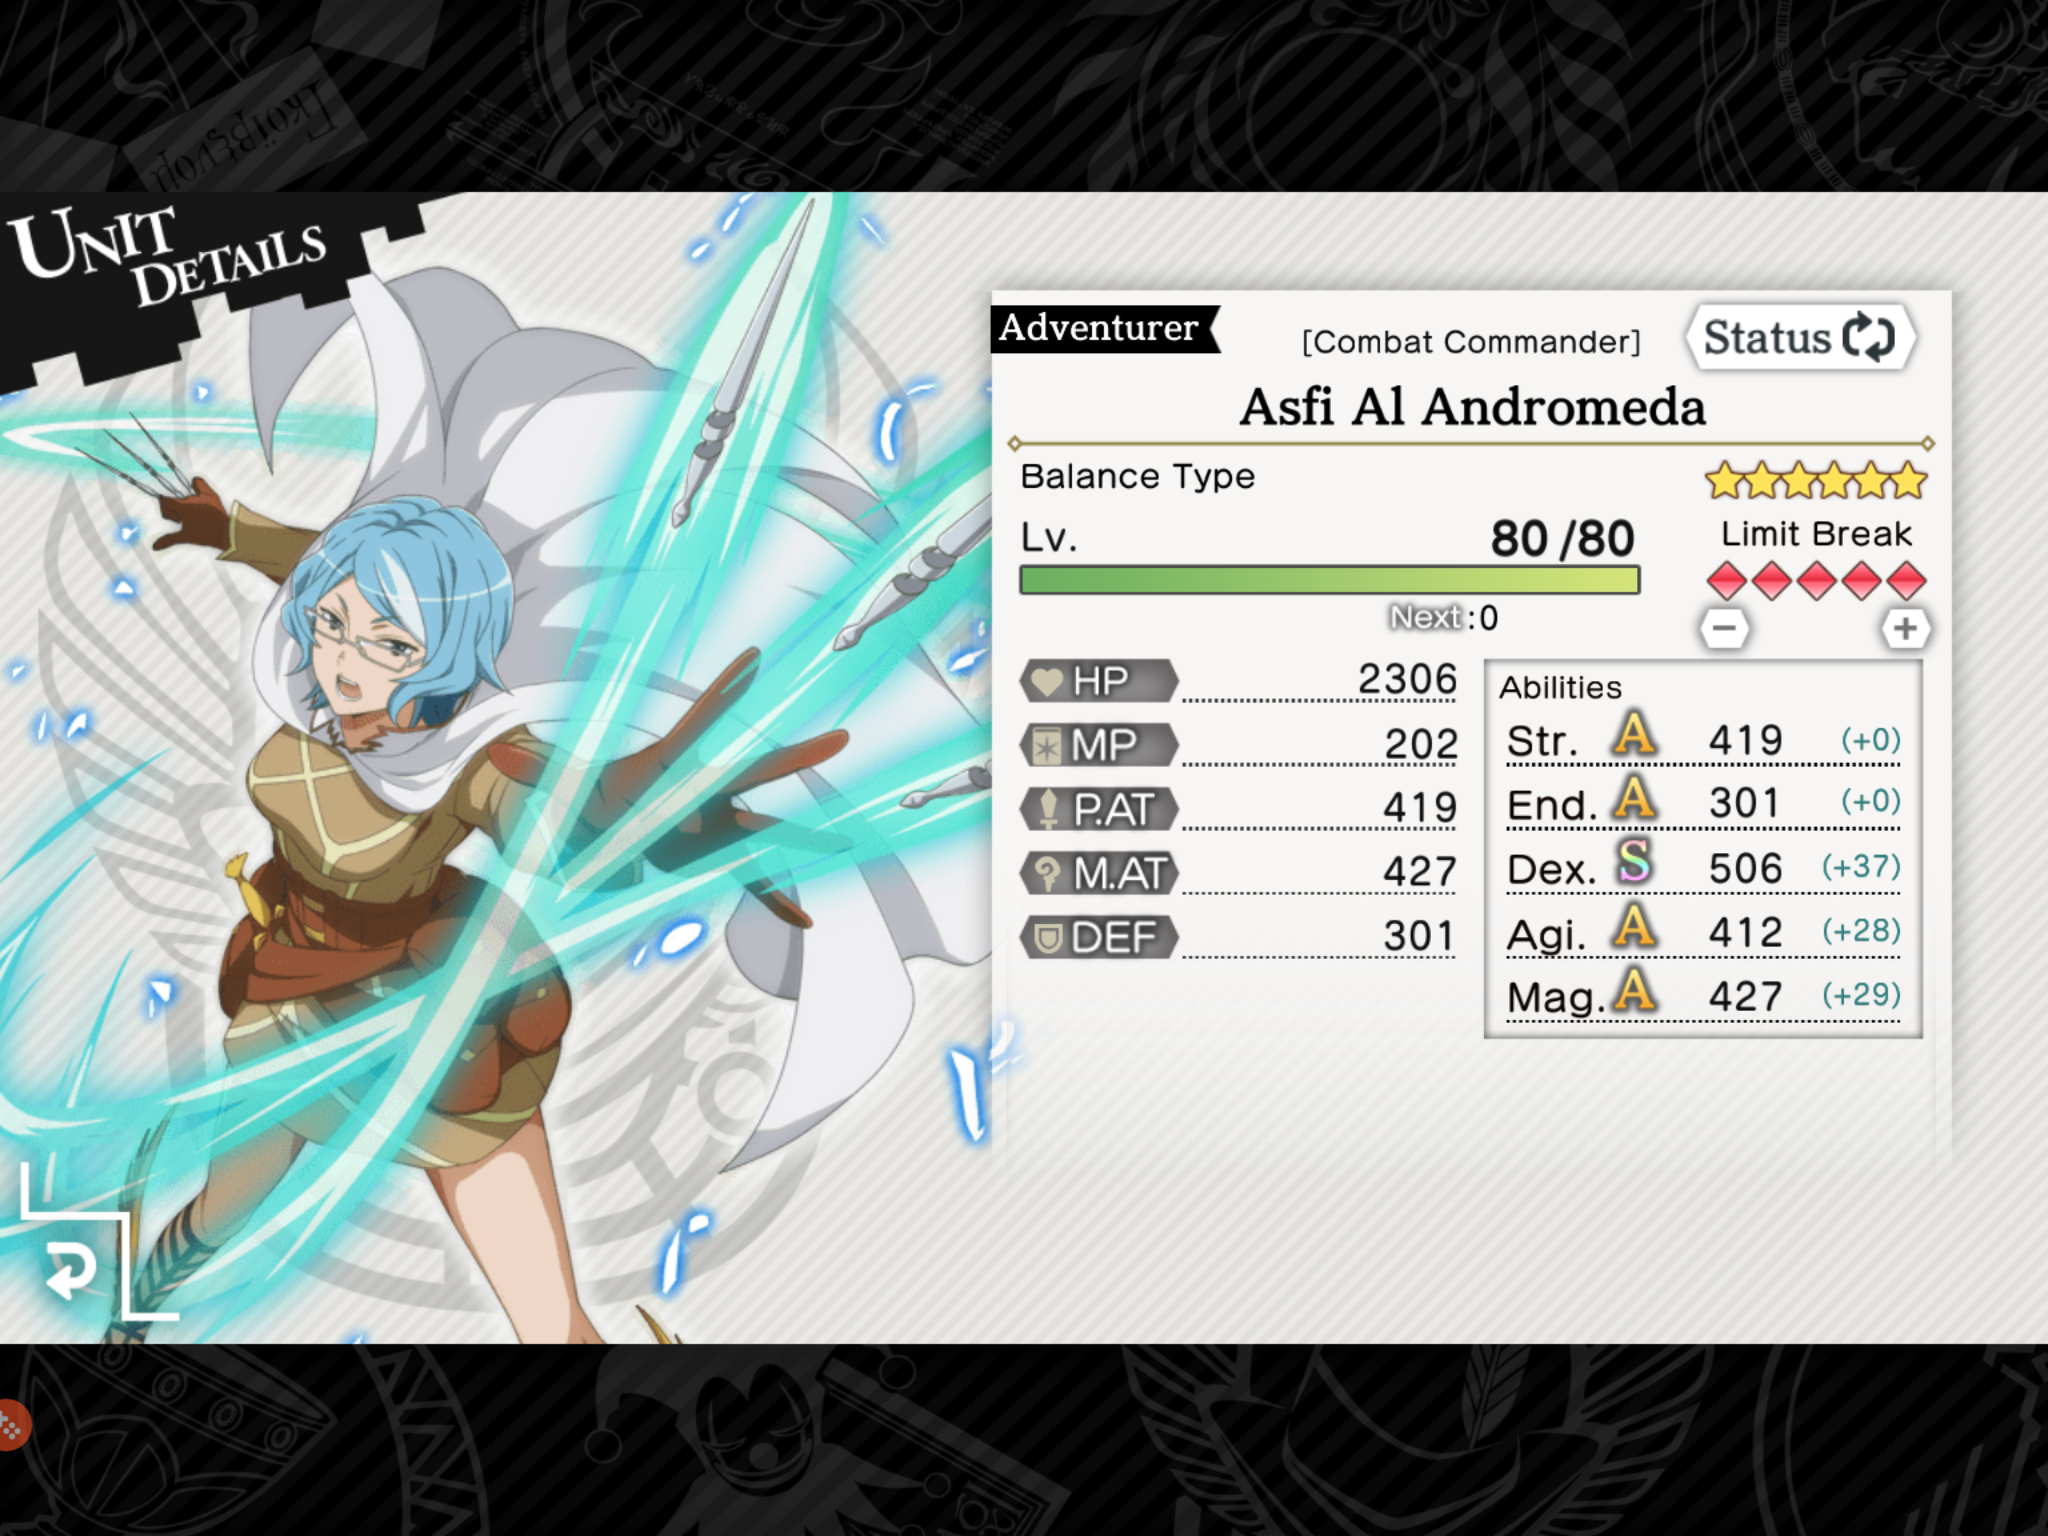 UNIT
DETAILS
Adventurer
[Combat Commander]
Status
Asfi Al Andromeda
Balance Type
Lv. 80 /80
Limit Break
Next:0
HP 2306
MP 202
P.AT 419
M.AT 427
DEF 301
Abilities
Str. A 419 (+0)
End. A 301 (+0)
Dex. S 506 (+37)
Agi. A 412 (+28)
Mag. A 427 (+29)